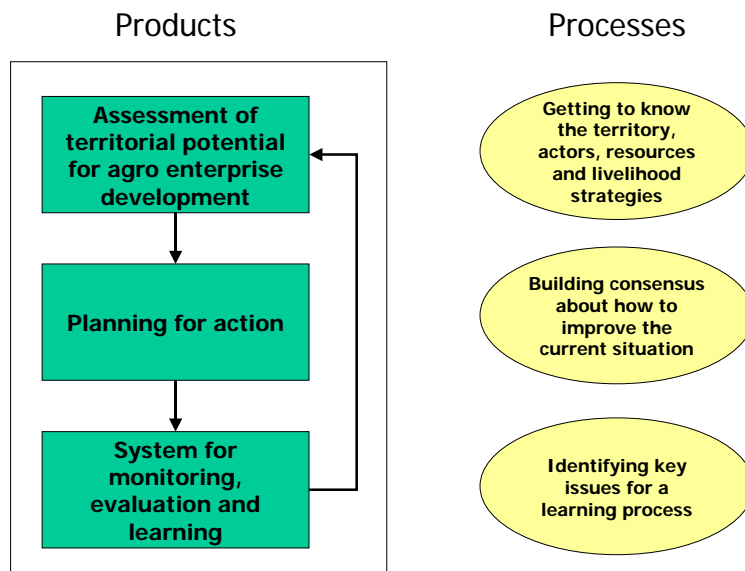 Products
Processes
Assessment of
territorial potential
for agro enterprise
development
Getting to know
the territory,
actors, resources
and livelihood
strategies
Planning for action
Building consensus
about how to
improve the
current situation
System for
monitoring,
evaluation and
learning
Identifying key
issues for a
learning process